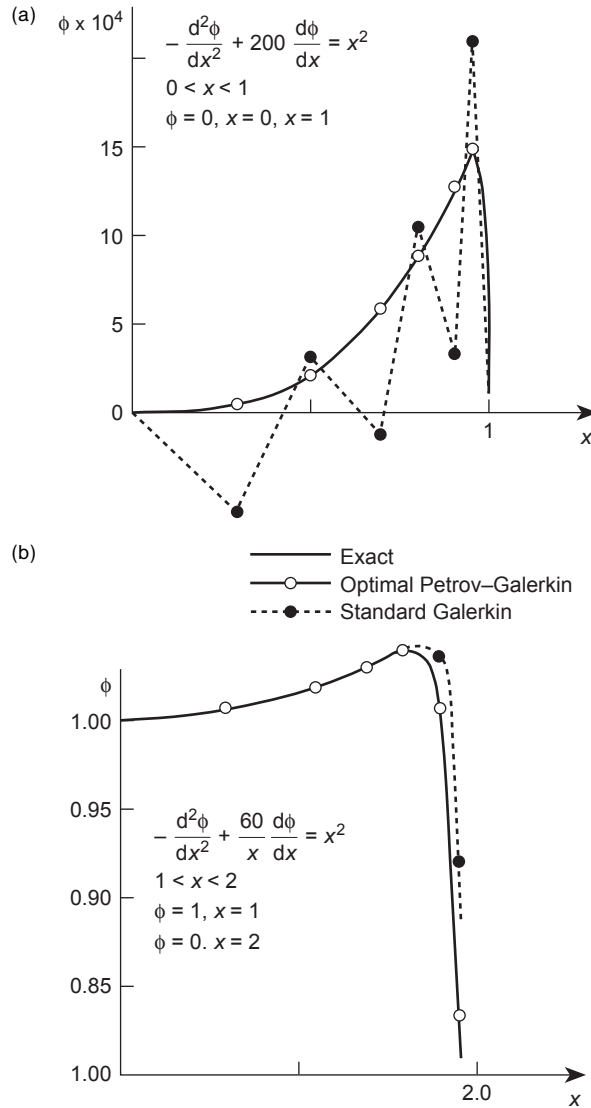 (a)
ϕ x 10⁴
− d²ϕ/dx² + 200 dϕ/dx = x²
0 < x < 1
ϕ = 0, x = 0, x = 1
15
10
5
0
1
x
(b)
Exact
Optimal Petrov–Galerkin
Standard Galerkin
ϕ
1.00
0.95
− d²ϕ/dx² + 60/x dϕ/dx = x²
1 < x < 2
0.90
ϕ = 1, x = 1
ϕ = 0. x = 2
0.85
1.00
2.0
x